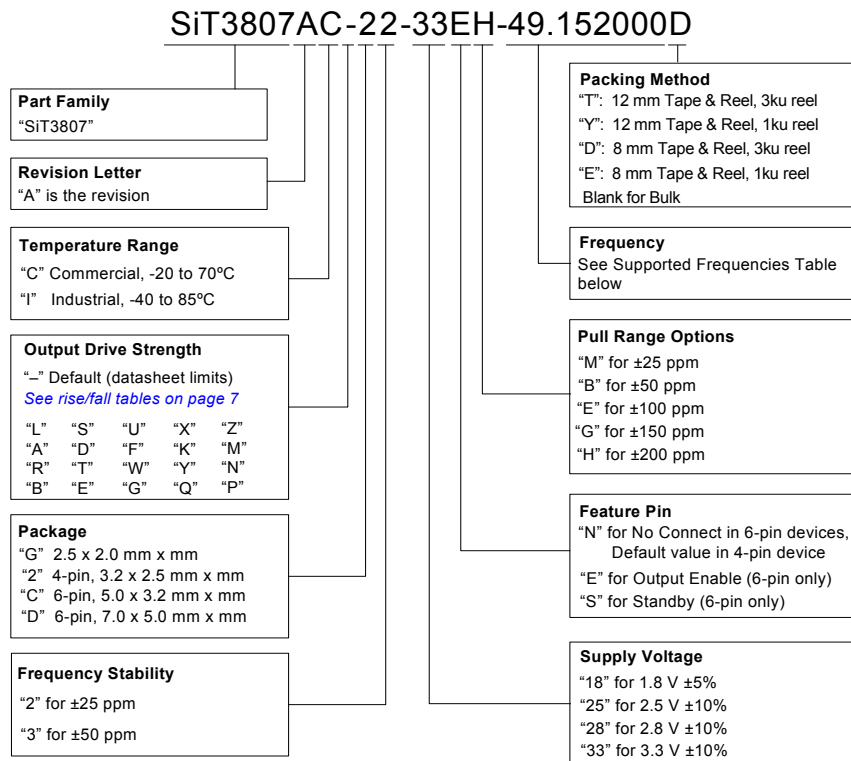 SiT3807AC-22-33EH-49.152000D
Part Family
“SiT3807”
Revision Letter
“A” is the revision
Temperature Range
“C” Commercial, -20 to 70ºC
“I” Industrial, -40 to 85ºC
Output Drive Strength
“–” Default (datasheet limits)
See rise/fall tables on page 7
“L” “S” “U” “X” “Z”
“A” “D” “F” “K” “M”
“R” “T” “W” “Y” “N”
“B” “E” “G” “Q” “P”
Package
“G” 2.5 x 2.0 mm x mm
“2” 4-pin, 3.2 x 2.5 mm x mm
“C” 6-pin, 5.0 x 3.2 mm x mm
“D” 6-pin, 7.0 x 5.0 mm x mm
Frequency Stability
“2” for ±25 ppm
“3” for ±50 ppm
Packing Method
“T”: 12 mm Tape & Reel, 3ku reel
“Y”: 12 mm Tape & Reel, 1ku reel
“D”: 8 mm Tape & Reel, 3ku reel
“E”: 8 mm Tape & Reel, 1ku reel
Blank for Bulk
Frequency
See Supported Frequencies Table
below
Pull Range Options
“M” for ±25 ppm
“B” for ±50 ppm
“E” for ±100 ppm
“G” for ±150 ppm
“H” for ±200 ppm
Feature Pin
“N” for No Connect in 6-pin devices,
Default value in 4-pin device
“E” for Output Enable (6-pin only)
“S” for Standby (6-pin only)
Supply Voltage
“18” for 1.8 V ±5%
“25” for 2.5 V ±10%
“28” for 2.8 V ±10%
“33” for 3.3 V ±10%